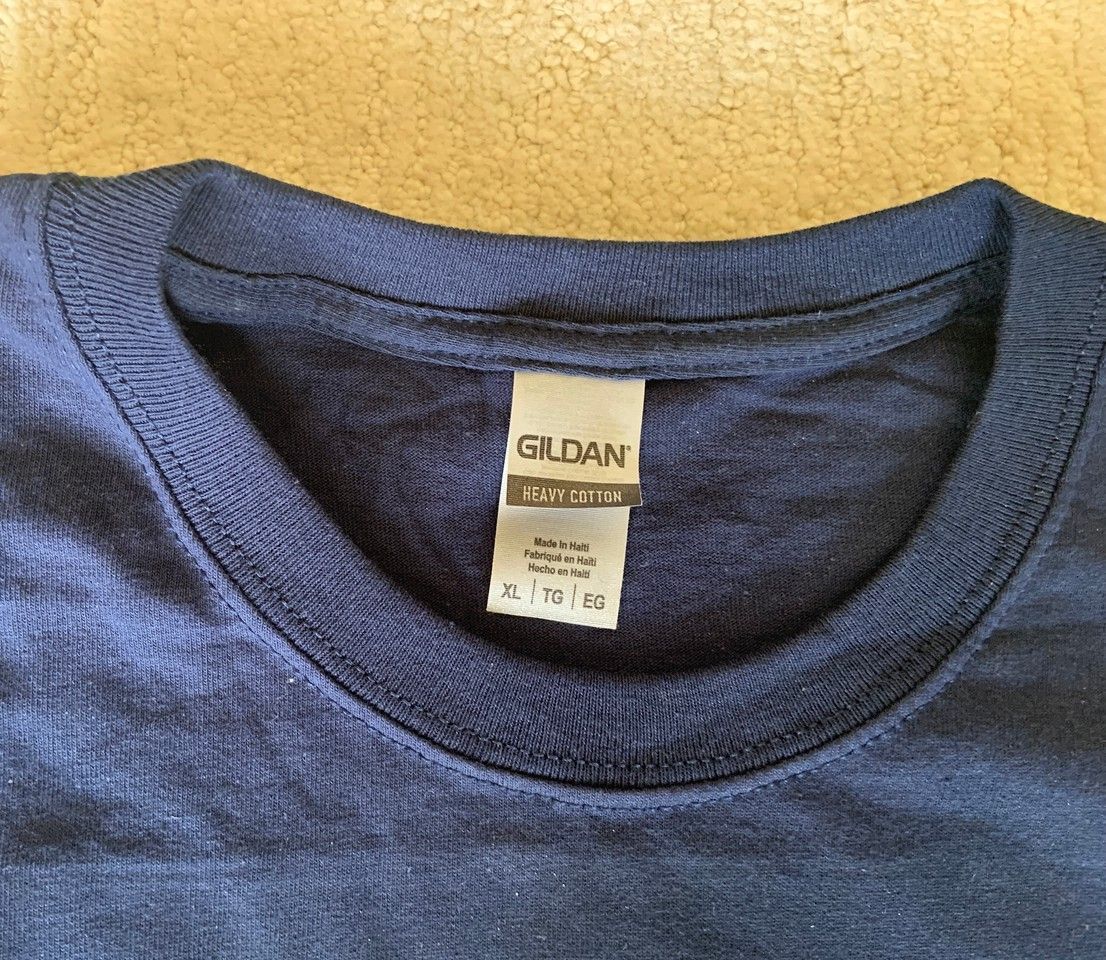 GILDAN®
HEAVY COTTON
Made in Haiti
Fabriqué en Haïti
Hecho en Haití
XL | TG | EG